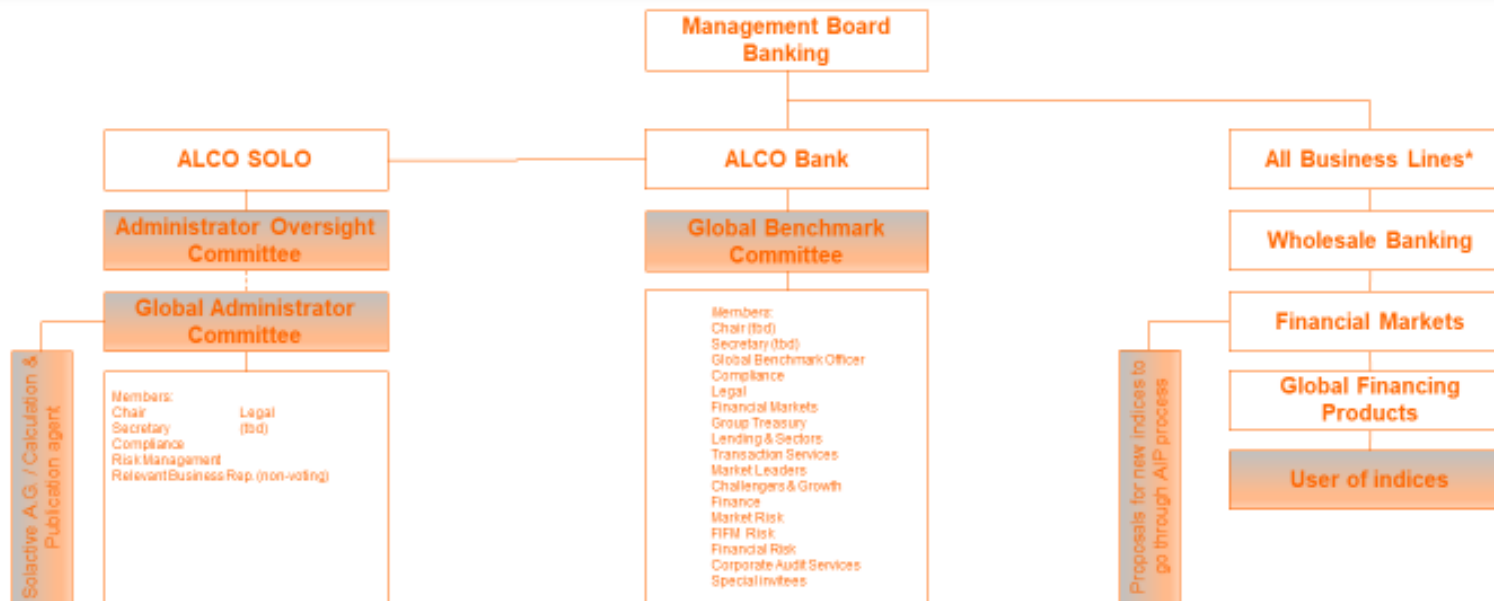 Management Board
Banking
ALCO SOLO
ALCO Bank
All Business Lines*
Administrator Oversight
Committee
Global Benchmark
Committee
Wholesale Banking
Global Administrator
Committee
Financial Markets
Global Financing
Products
User of indices
Solactive A.G. / Calculation &
Publication agent
Members:
Chair Legal
Secretary (tbd)
Compliance
Risk Management
Relevant Business Rep. (non-voting)
Members:
Chair (tbd)
Secretary (tbd)
Global Benchmark Officer
Compliance
Legal
Financial Markets
Group Treasury
Lending & Sectors
Transaction Services
Market Leaders
Challengers & Growth
Finance
Market Risk
FI/FM Risk
Financial Risk
Corporate Audit Services
Special invitees
Proposals for new indices to
go through AIP process